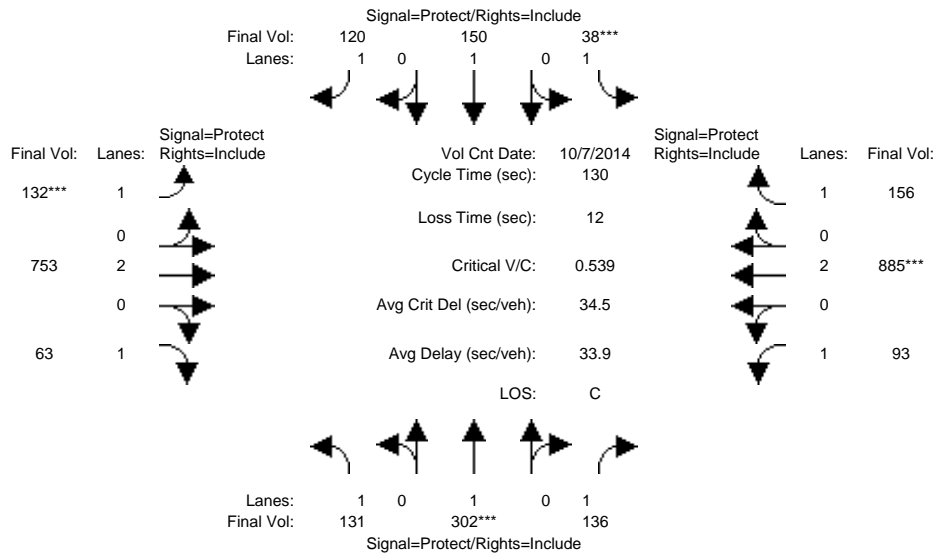 Signal=Protect/Rights=Include
Final Vol: 120 150 38***
Lanes: 1 0 1 0 1
Signal=Protect Signal=Protect
Final Vol: Lanes: Rights=Include Vol Cnt Date: 10/7/2014 Rights=Include Lanes: Final Vol:
Cycle Time (sec): 130
132*** 1 1 156
Loss Time (sec): 12
0 0
753 2 Critical V/C: 0.539 2 885***
0 Avg Crit Del (sec/veh): 34.5 0
63 1 Avg Delay (sec/veh): 33.9 1 93
LOS: C
Lanes: 1 0 1 0 1
Final Vol: 131 302*** 136
Signal=Protect/Rights=Include